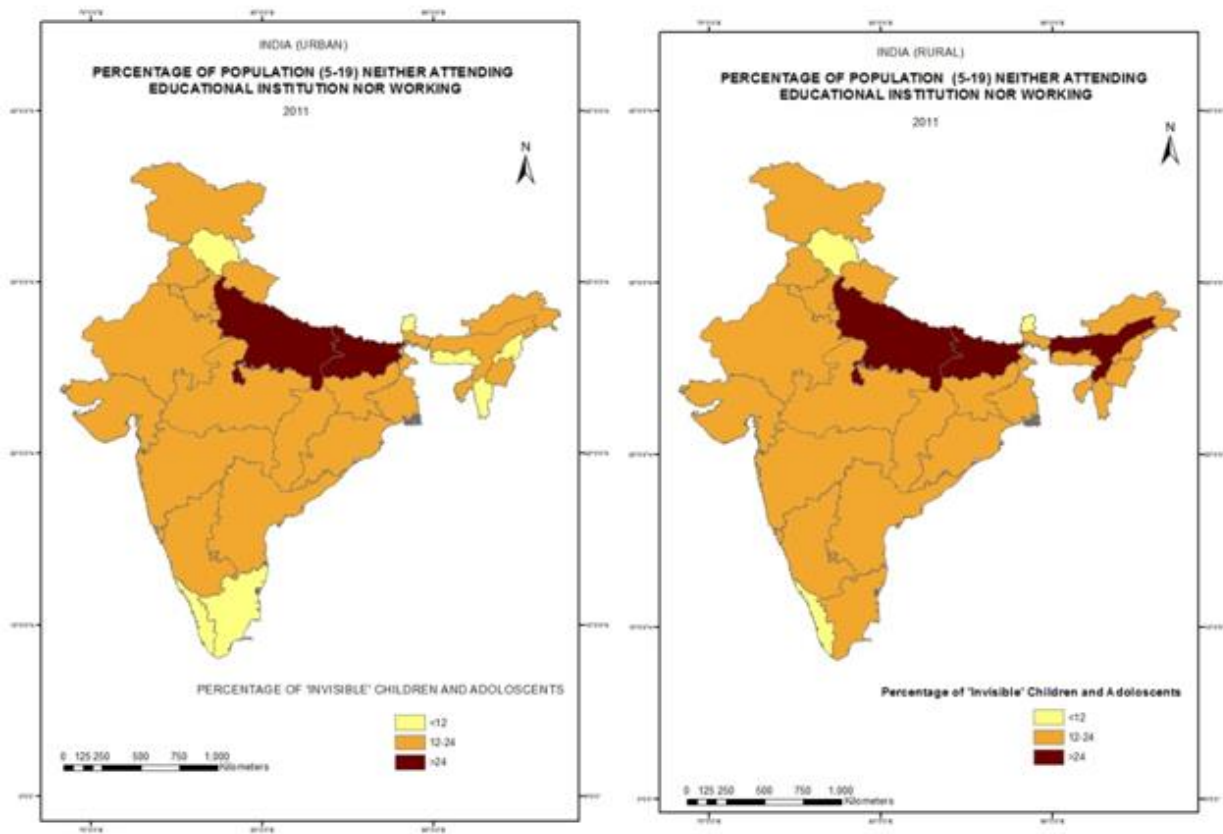 INDIA (URBAN)
PERCENTAGE OF POPULATION (5-19) NEITHER ATTENDING
EDUCATIONAL INSTITUTION NOR WORKING
2011
N
PERCENTAGE OF 'INVISIBLE' CHILDREN AND ADOLOSCENTS
<12
12-24
>24
0 125 250 500 750 1,000
Kilometers
INDIA (RURAL)
PERCENTAGE OF POPULATION (5-19) NEITHER ATTENDING
EDUCATIONAL INSTITUTION NOR WORKING
2011
N
Percentage of 'Invisible' Children and Adoloscents
<12
12-24
>24
0 125 250 500 750 1,000
Kilometers